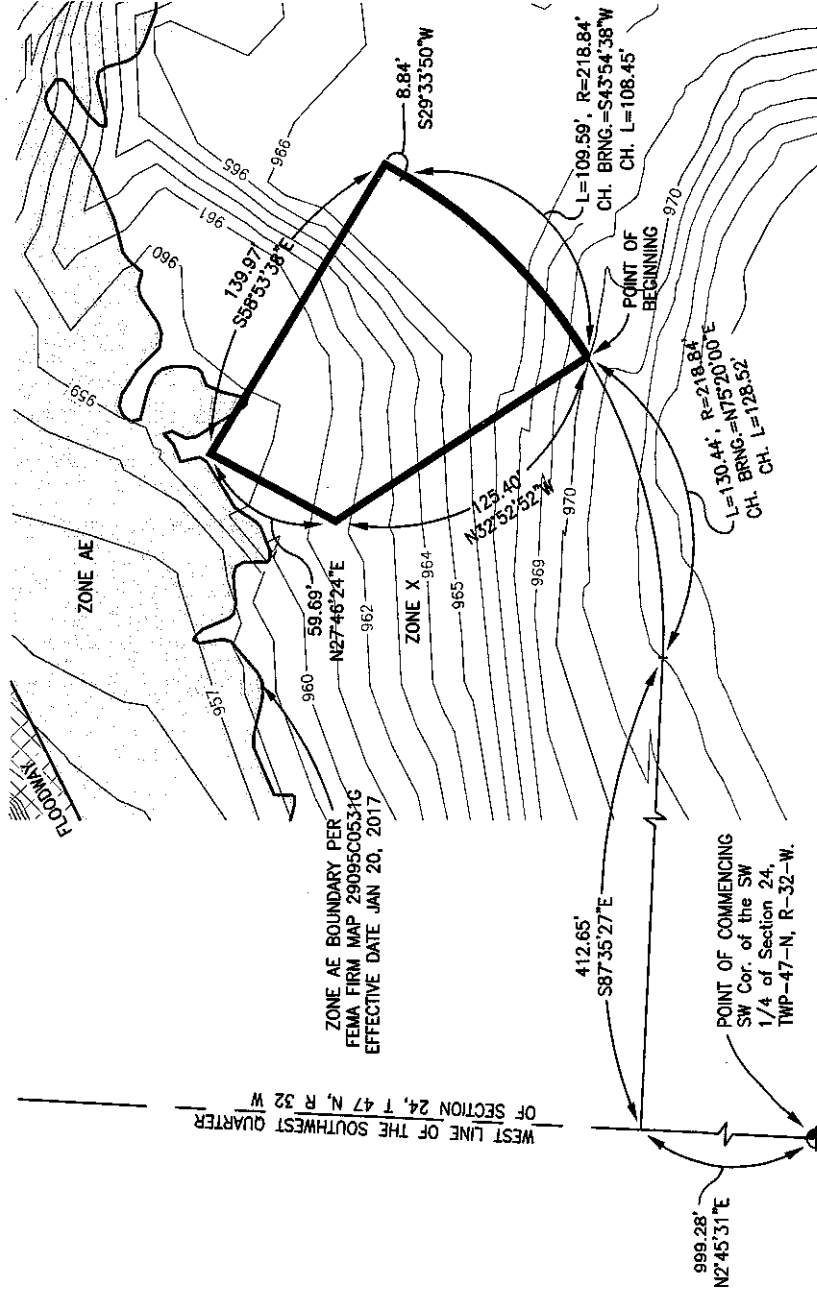 FLOODWAY
ZONE AE
957
959
960
961
965
966
139.97'
S58°53'38"E
8.84'
S29°33'50"W
L=109.59', R=218.84'
CH. BRNG.=S43°54'38"W
CH. L=108.45'
59.69'
N27°46'24"E
960
962
ZONE X
964
965
969
970
970
125.40'
N32°52'52"W
POINT OF
BEGINNING
L=130.44', R=218.84'
CH. BRNG.=N75°20'00"E
CH. L=128.52'
ZONE AE BOUNDARY PER
FEMA FIRM MAP 29095C0531G
EFFECTIVE DATE JAN 20, 2017
412.65'
S87°35'27"E
WEST LINE OF THE SOUTHWEST QUARTER
OF SECTION 24, T 47 N, R 32 W
POINT OF COMMENCING
SW Cor. of the SW
1/4 of Section 24,
TWP-47-N, R-32-W.
999.28'
N2°45'31"E